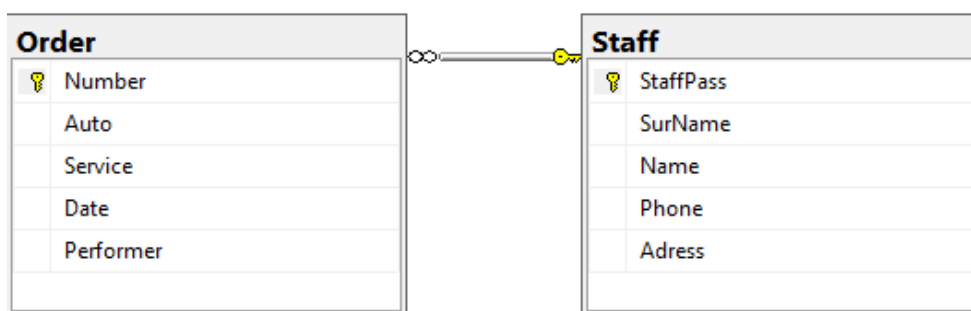 Order
Number
Auto
Service
Date
Performer
Staff
StaffPass
SurName
Name
Phone
Adress